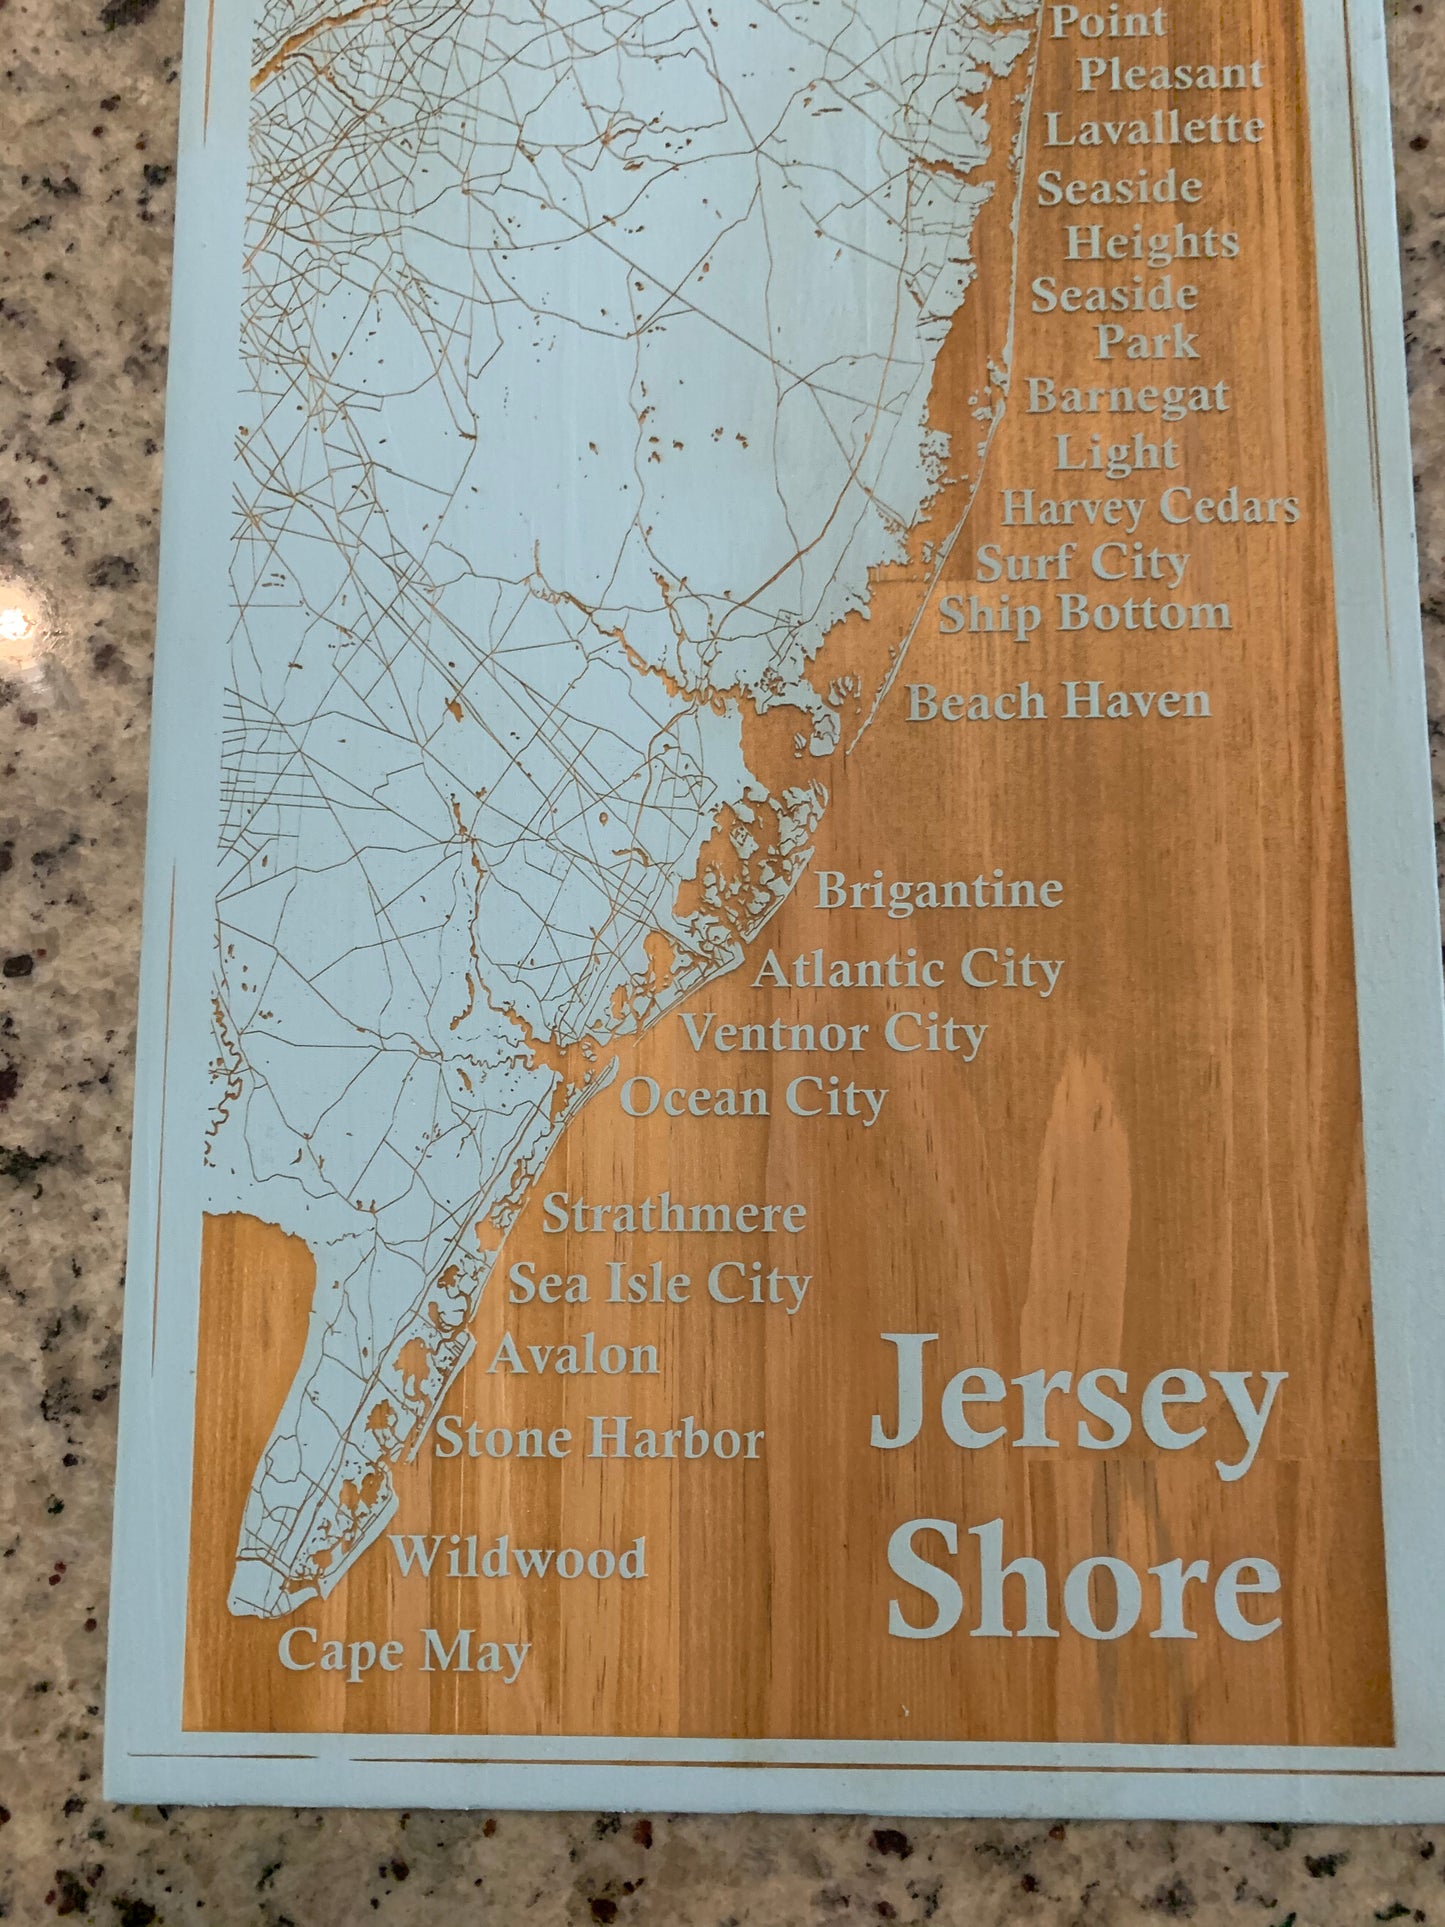 Point
Pleasant
Lavallette
Seaside
Heights
Seaside
Park
Barnegat
Light
Harvey Cedars
Surf City
Ship Bottom
Beach Haven
Brigantine
Atlantic City
Ventnor City
Ocean City
Strathmere
Sea Isle City
Avalon
Stone Harbor
Wildwood
Cape May
Jersey
Shore